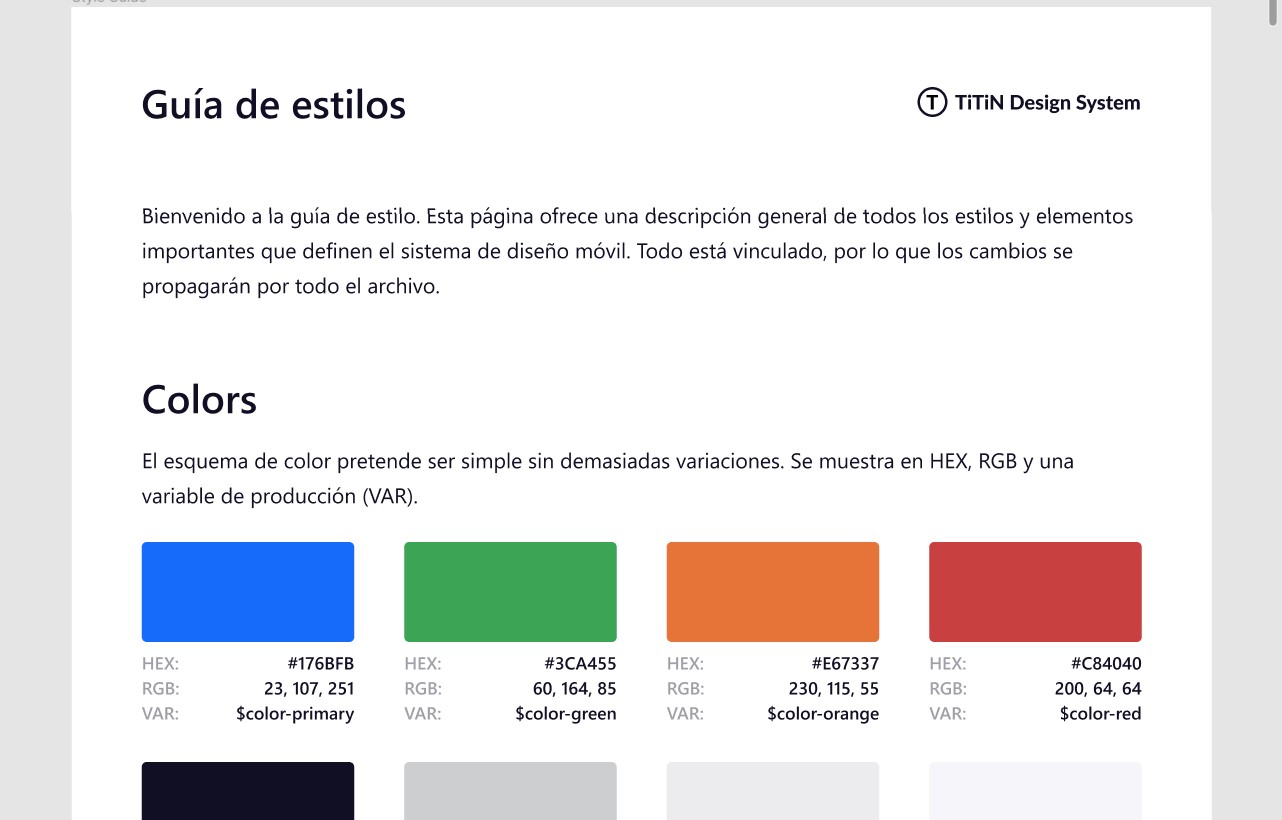 Style Guide
Guía de estilos
T TiTiN Design System
Bienvenido a la guía de estilo. Esta página ofrece una descripción general de todos los estilos y elementos
importantes que definen el sistema de diseño móvil. Todo está vinculado, por lo que los cambios se
propagarán por todo el archivo.
Colors
El esquema de color pretende ser simple sin demasiadas variaciones. Se muestra en HEX, RGB y una
variable de producción (VAR).
HEX: #176BFB
RGB: 23, 107, 251
VAR: $color-primary
HEX: #3CA455
RGB: 60, 164, 85
VAR: $color-green
HEX: #E67337
RGB: 230, 115, 55
VAR: $color-orange
HEX: #C84040
RGB: 200, 64, 64
VAR: $color-red